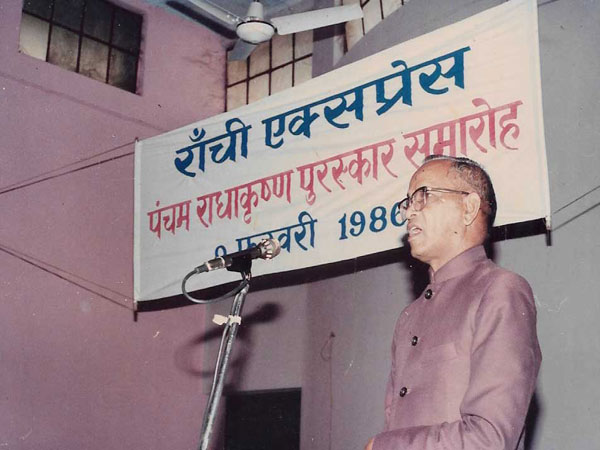 राँची एक्सप्रेस
पंचम राधाकृष्ण पुरस्कार समारोह
फरवरी 1986